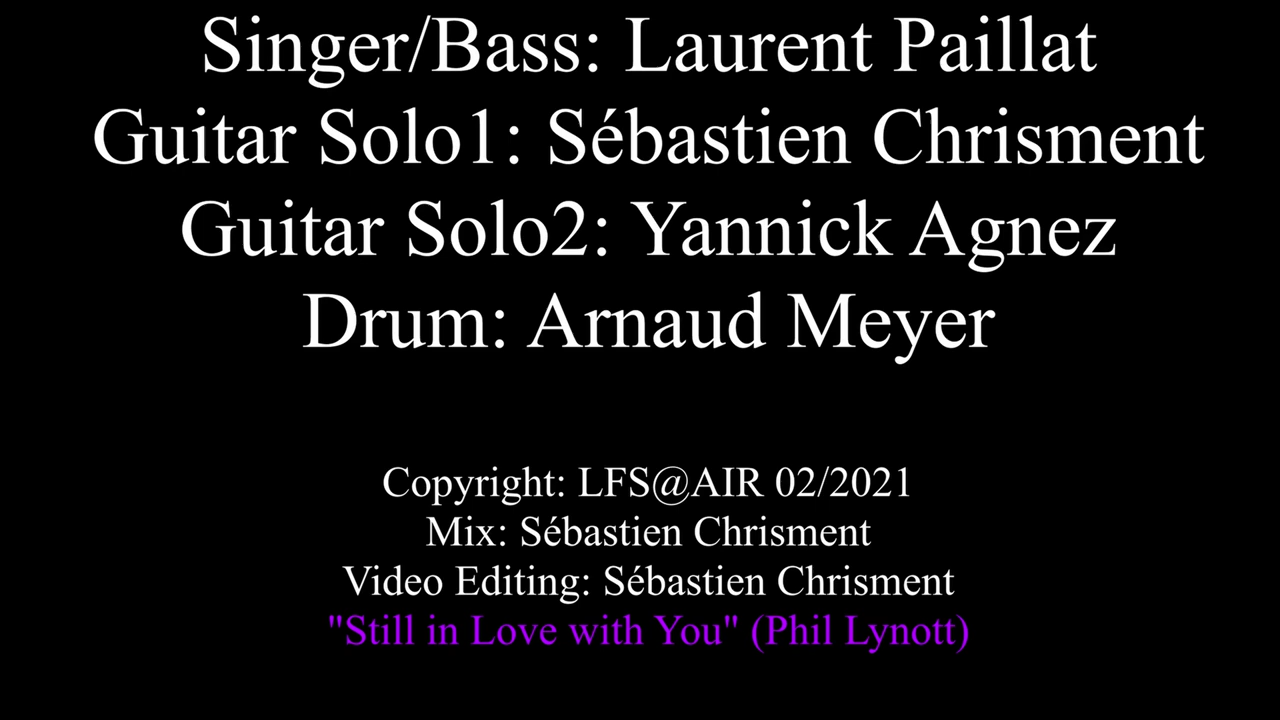 Singer/Bass: Laurent Paillat
Guitar Solo1: Sébastien Chrisment
Guitar Solo2: Yannick Agnez
Drum: Arnaud Meyer
Copyright: LFS@AIR 02/2021
Mix: Sébastien Chrisment
Video Editing: Sébastien Chrisment
"Still in Love with You" (Phil Lynott)